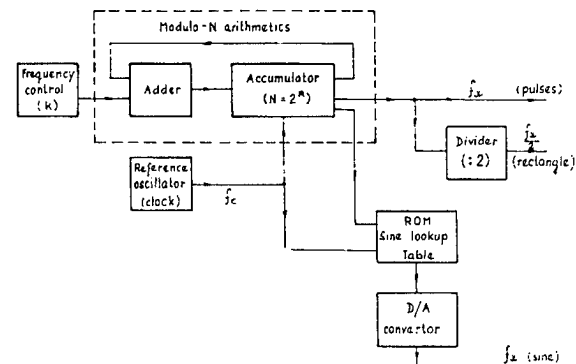 Modulo-N arithmetics
Frequency
control
(k)
Adder
Accumulator
(N = 2ⁿ)
fx (pulses)
Divider
(:2)
fx/2
(rectangle)
Reference
oscillator
(clock)
fc
ROM
Sine lookup
Table
D/A
convertor
fx (sine)